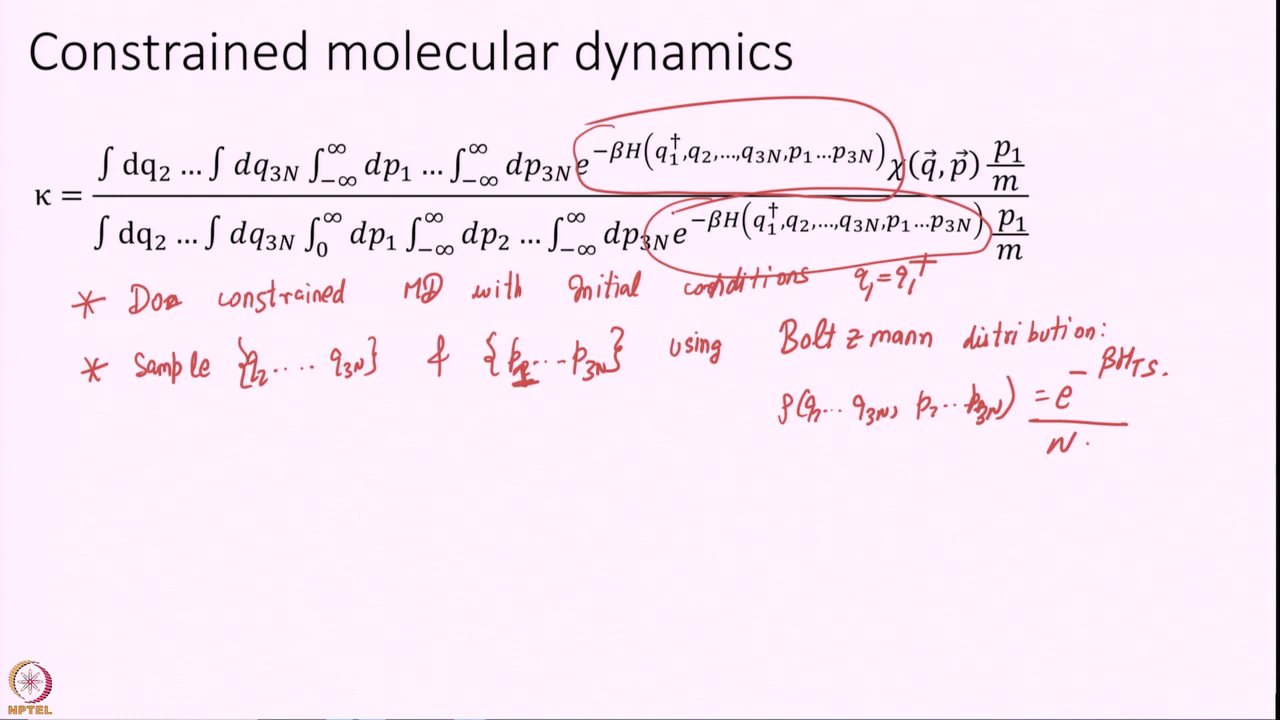 Constrained molecular dynamics
κ = ∫ dq₂ … ∫ dq₃N ∫₋∞^∞ dp₁ … ∫₋∞^∞ dp₃N e^−βH(q₁†,q₂,…,q₃N,p₁…p₃N) χ(q⃗,p⃗) p₁/m
∫ dq₂ … ∫ dq₃N ∫₀^∞ dp₁ ∫₋∞^∞ dp₂ … ∫₋∞^∞ dp₃N e^−βH(q₁†,q₂,…,q₃N,p₁…p₃N) p₁/m
* Do constrained MD with Initial conditions q₁=q₁†
* Sample {q₂....q₃N} & {p₁...p₃N} using Boltzmann distribution:
ρ(q₂...q₃N, p₂...p₃N) = e^−βH_TS.
N.
NPTEL